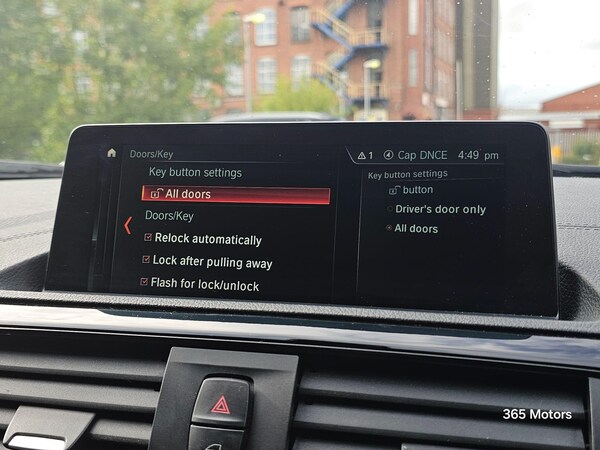 Doors/Key
1 Cap DNCE 4:49 pm
Key button settings
All doors
Doors/Key
Relock automatically
Lock after pulling away
Flash for lock/unlock
Key button settings
button
Driver's door only
All doors
365 Motors